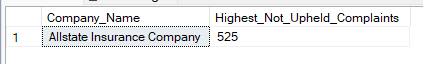 Company_Name Highest_Not_Upheld_Complaints
1 Allstate Insurance Company 525